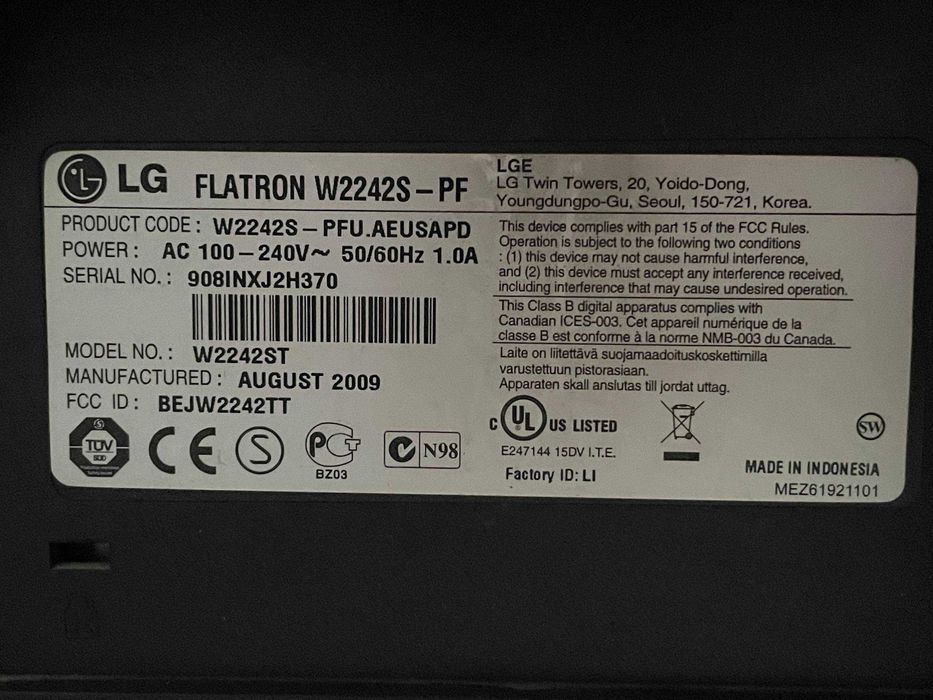 LG FLATRON W2242S-PF
PRODUCT CODE : W2242S-PFU.AEUSAPD
POWER : AC 100-240V~ 50/60Hz 1.0A
SERIAL NO. : 908INXJ2H370
MODEL NO. : W2242ST
MANUFACTURED : AUGUST 2009
FCC ID : BEJW2242TT
TÜV
SÜD
CE
S
PCT
BZ03
N98
LGE
LG Twin Towers, 20, Yoido-Dong,
Youngdungpo-Gu, Seoul, 150-721, Korea.
This device complies with part 15 of the FCC Rules.
Operation is subject to the following two conditions
: (1) this device may not cause harmful interference,
and (2) this device must accept any interference received,
including interference that may cause undesired operation.
This Class B digital apparatus complies with
Canadian ICES-003. Cet appareil numérique de la
classe B est conforme à la norme NMB-003 du Canada.
Laite on liitettävä suojamaadoituskoskettimilla
varustettuun pistorasiaan.
Apparaten skall anslutas till jordat uttag.
C UL US LISTED
E247144 15DV I.T.E.
Factory ID: LI
SW
MADE IN INDONESIA
MEZ61921101